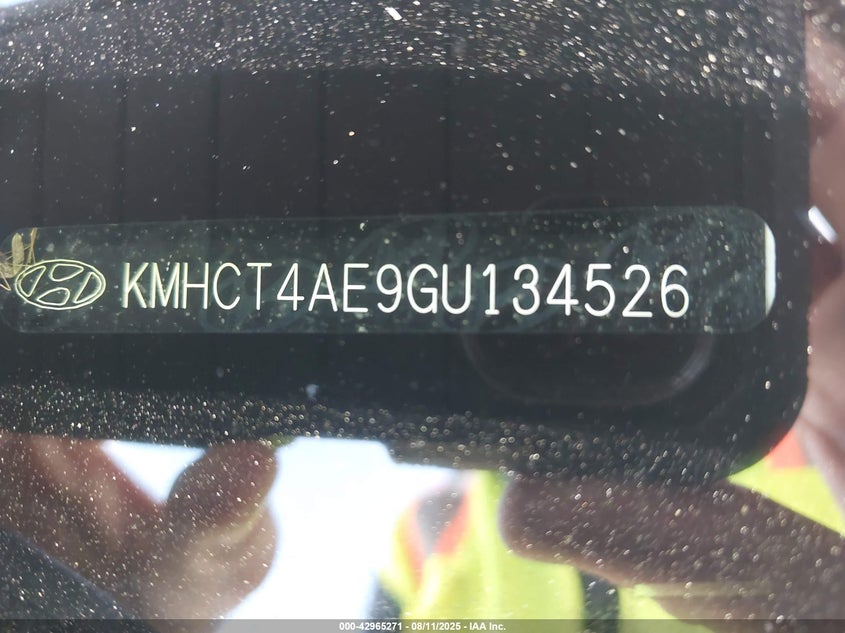 KMHCT4AE9GU134526
000-42965271 - 08/11/2025 - IAA Inc.